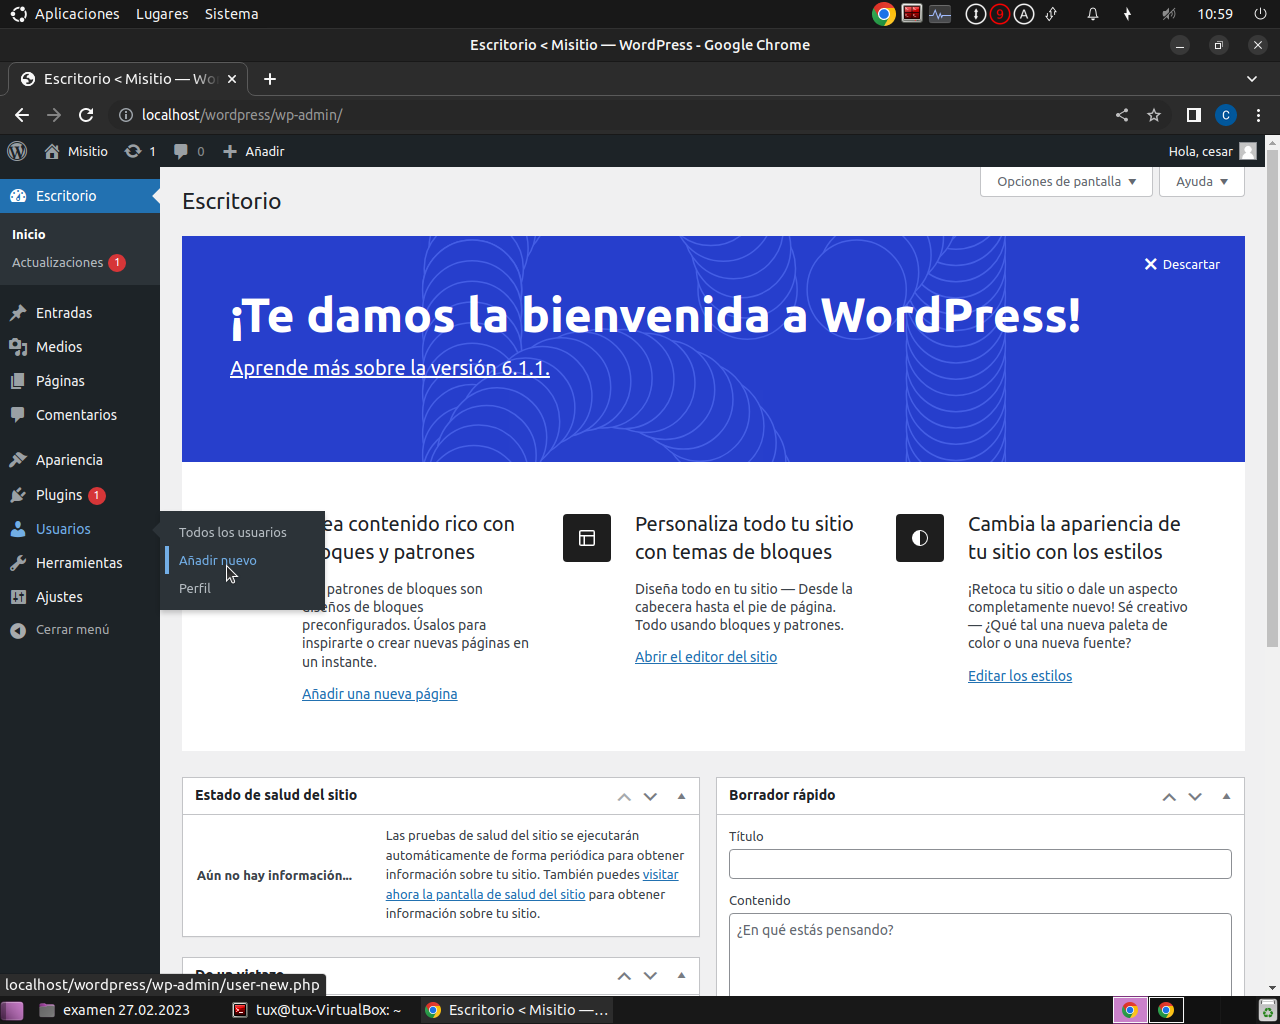 Aplicaciones Lugares Sistema
9 A 10:59
Escritorio < Misitio — WordPress - Google Chrome
Escritorio < Misitio — Wo
localhost/wordpress/wp-admin/
C
Misitio 1 0 Añadir
Hola, cesar
Escritorio
Inicio
Actualizaciones 1
Entradas
Medios
Páginas
Comentarios
Apariencia
Plugins 1
Usuarios
Herramientas
Ajustes
Cerrar menú
Todos los usuarios
Añadir nuevo
Perfil
Opciones de pantalla
Ayuda
Escritorio
Descartar
¡Te damos la bienvenida a WordPress!
Aprende más sobre la versión 6.1.1.
ea contenido rico con
oques y patrones
patrones de bloques son
diseños de bloques
preconfigurados. Úsalos para
inspirarte o crear nuevas páginas en
un instante.
Añadir una nueva página
Personaliza todo tu sitio
con temas de bloques
Diseña todo en tu sitio — Desde la
cabecera hasta el pie de página.
Todo usando bloques y patrones.
Abrir el editor del sitio
Cambia la apariencia de
tu sitio con los estilos
¡Retoca tu sitio o dale un aspecto
completamente nuevo! Sé creativo
— ¿Qué tal una nueva paleta de
color o una nueva fuente?
Editar los estilos
Estado de salud del sitio
Aún no hay información...
Las pruebas de salud del sitio se ejecutarán
automáticamente de forma periódica para obtener
información sobre tu sitio. También puedes visitar
ahora la pantalla de salud del sitio para obtener
información sobre tu sitio.
De un vistazo
Borrador rápido
Título
Contenido
¿En qué estás pensando?
localhost/wordpress/wp-admin/user-new.php
examen 27.02.2023
tux@tux-VirtualBox: ~
Escritorio < Misitio —...